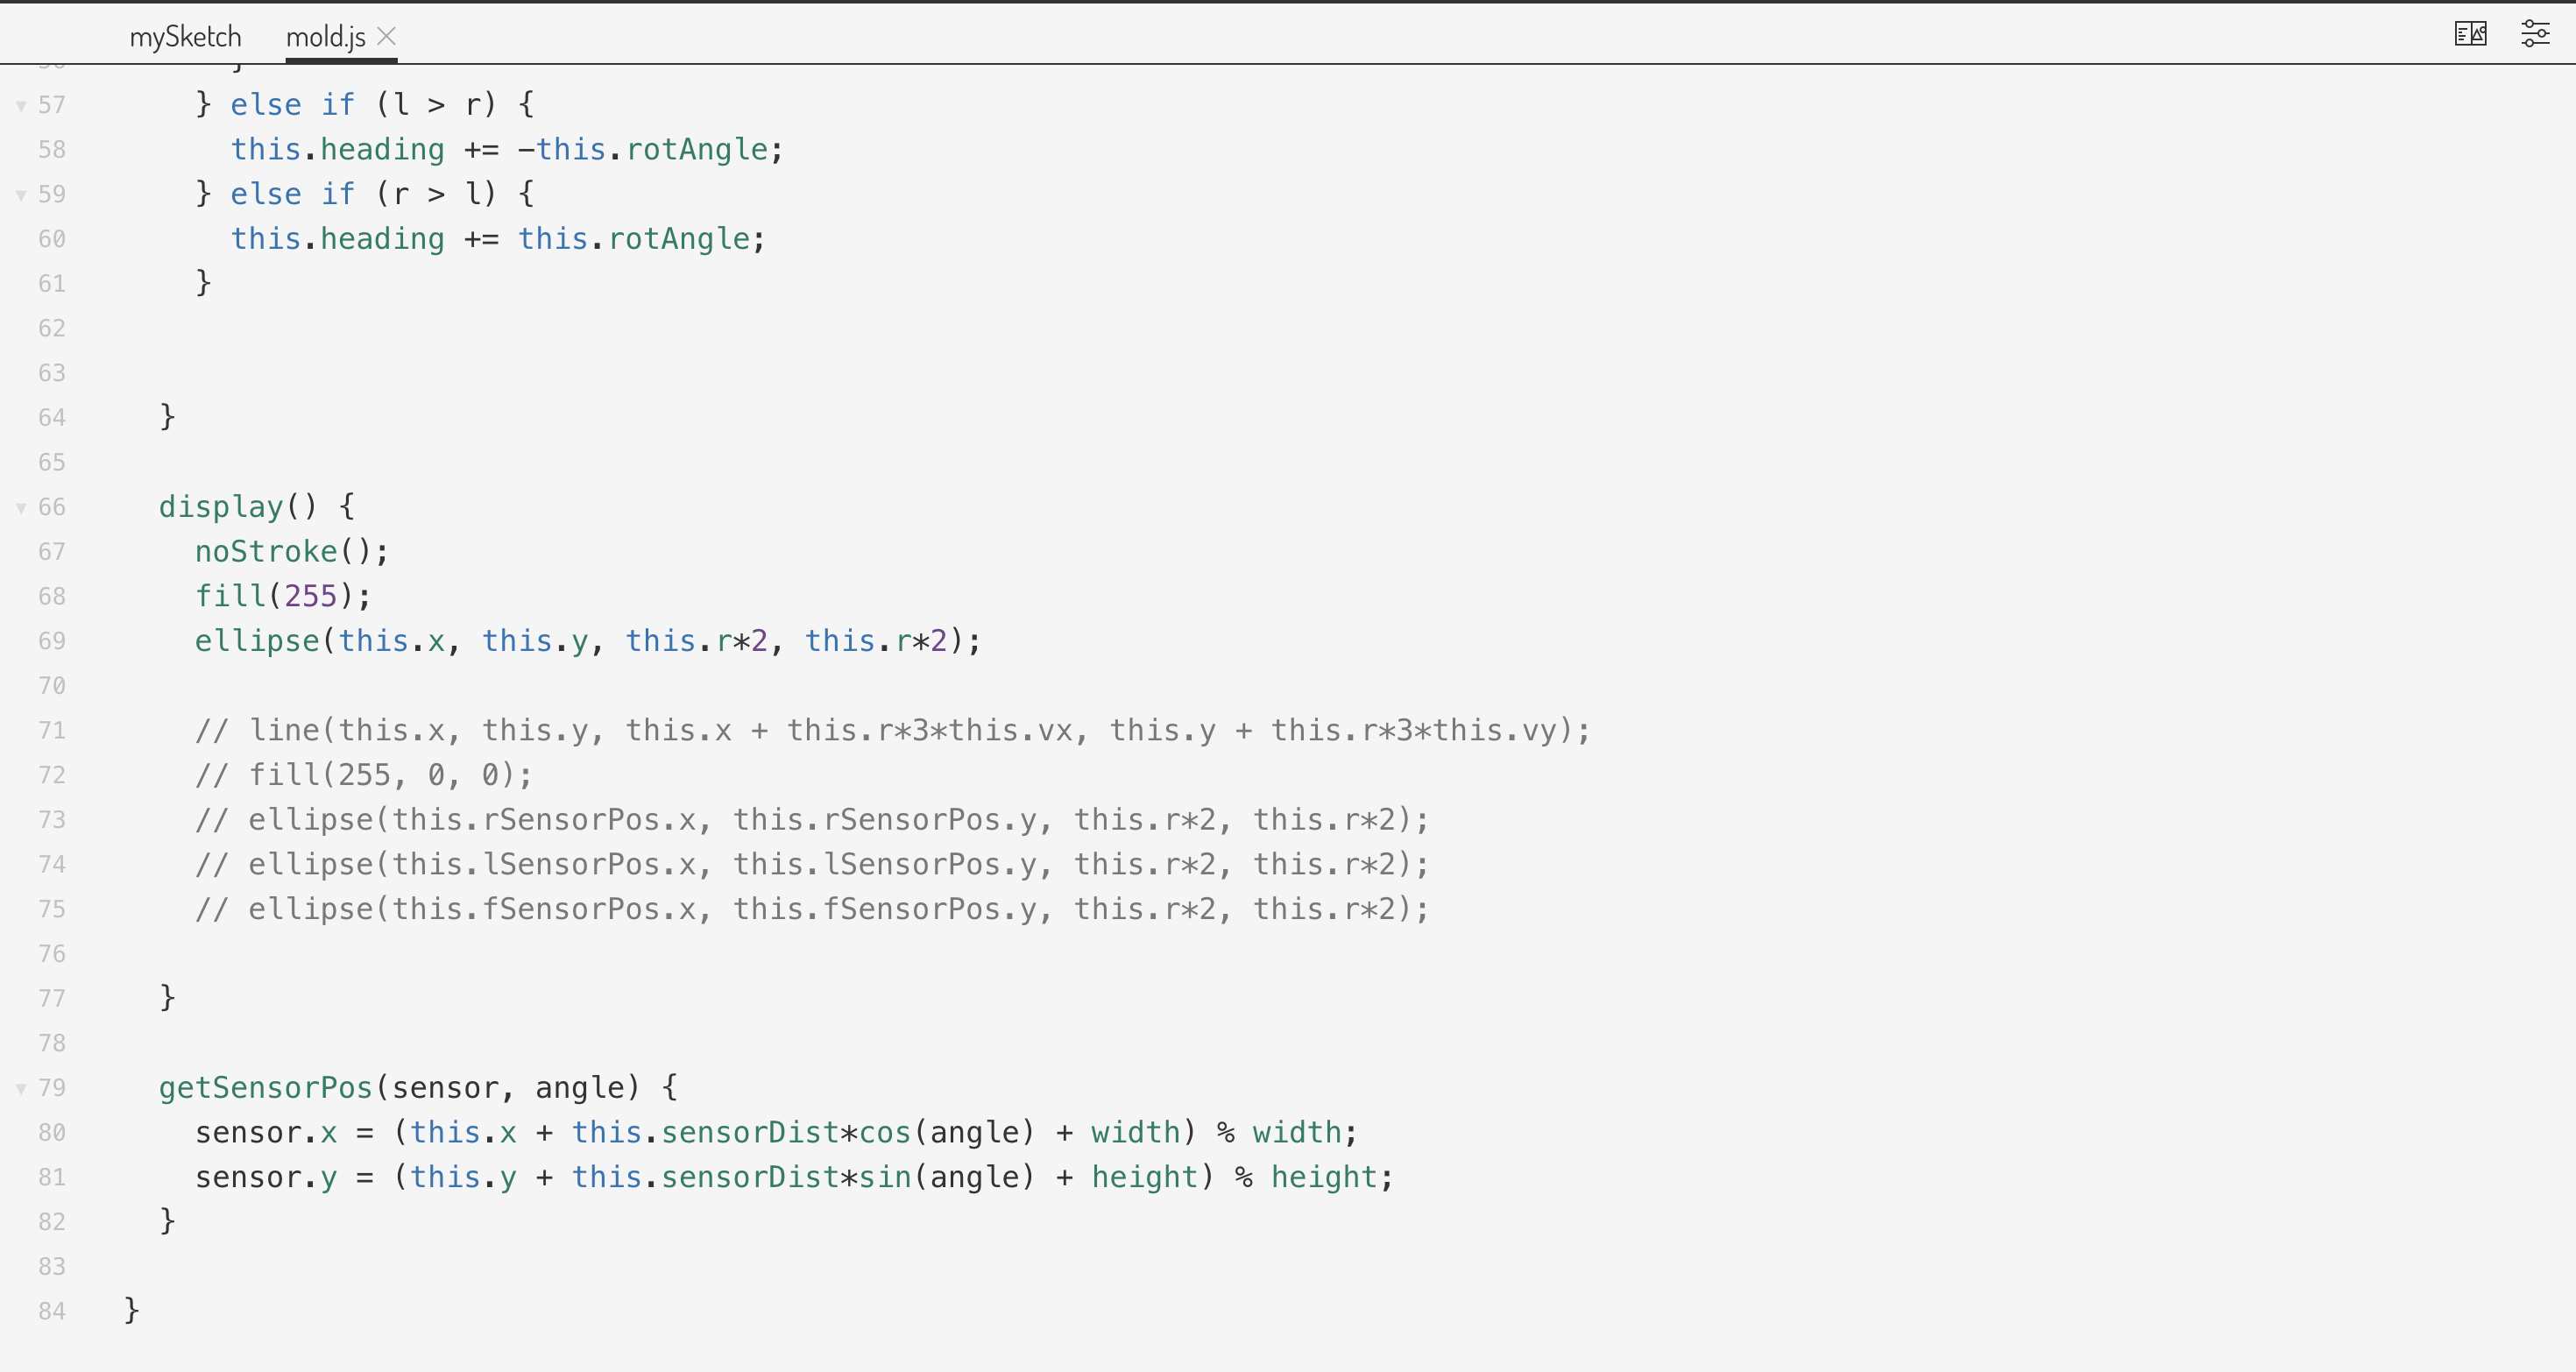 mySketch mold.js
}
57 } else if (l > r) {
58 this.heading += -this.rotAngle;
59 } else if (r > l) {
60 this.heading += this.rotAngle;
61 }
62
63
64 }
65
66 display() {
67 noStroke();
68 fill(255);
69 ellipse(this.x, this.y, this.r*2, this.r*2);
70
71 // line(this.x, this.y, this.x + this.r*3*this.vx, this.y + this.r*3*this.vy);
72 // fill(255, 0, 0);
73 // ellipse(this.rSensorPos.x, this.rSensorPos.y, this.r*2, this.r*2);
74 // ellipse(this.lSensorPos.x, this.lSensorPos.y, this.r*2, this.r*2);
75 // ellipse(this.fSensorPos.x, this.fSensorPos.y, this.r*2, this.r*2);
76
77 }
78
79 getSensorPos(sensor, angle) {
80 sensor.x = (this.x + this.sensorDist*cos(angle) + width) % width;
81 sensor.y = (this.y + this.sensorDist*sin(angle) + height) % height;
82 }
83
84 }